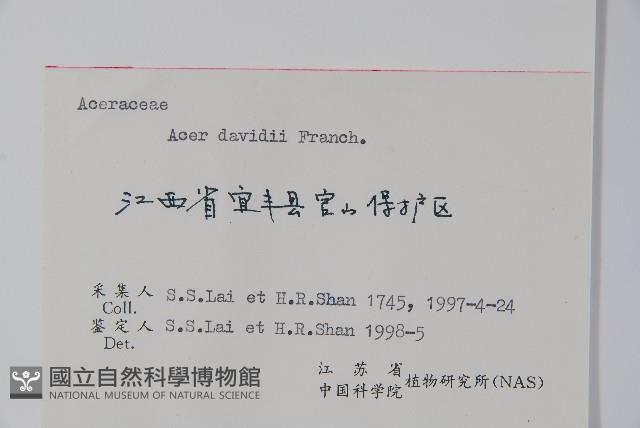 Aceraceae
Acer davidii Franch.
江西省宜丰县官山保护区
采集人 S.S.Lai et H.R.Shan 1745, 1997-4-24
Coll.
鉴定人 S.S.Lai et H.R.Shan 1998-5
Det.
江苏省
中国科学院 植物研究所(NAS)
國立自然科學博物館
NATIONAL MUSEUM OF NATURAL SCIENCE